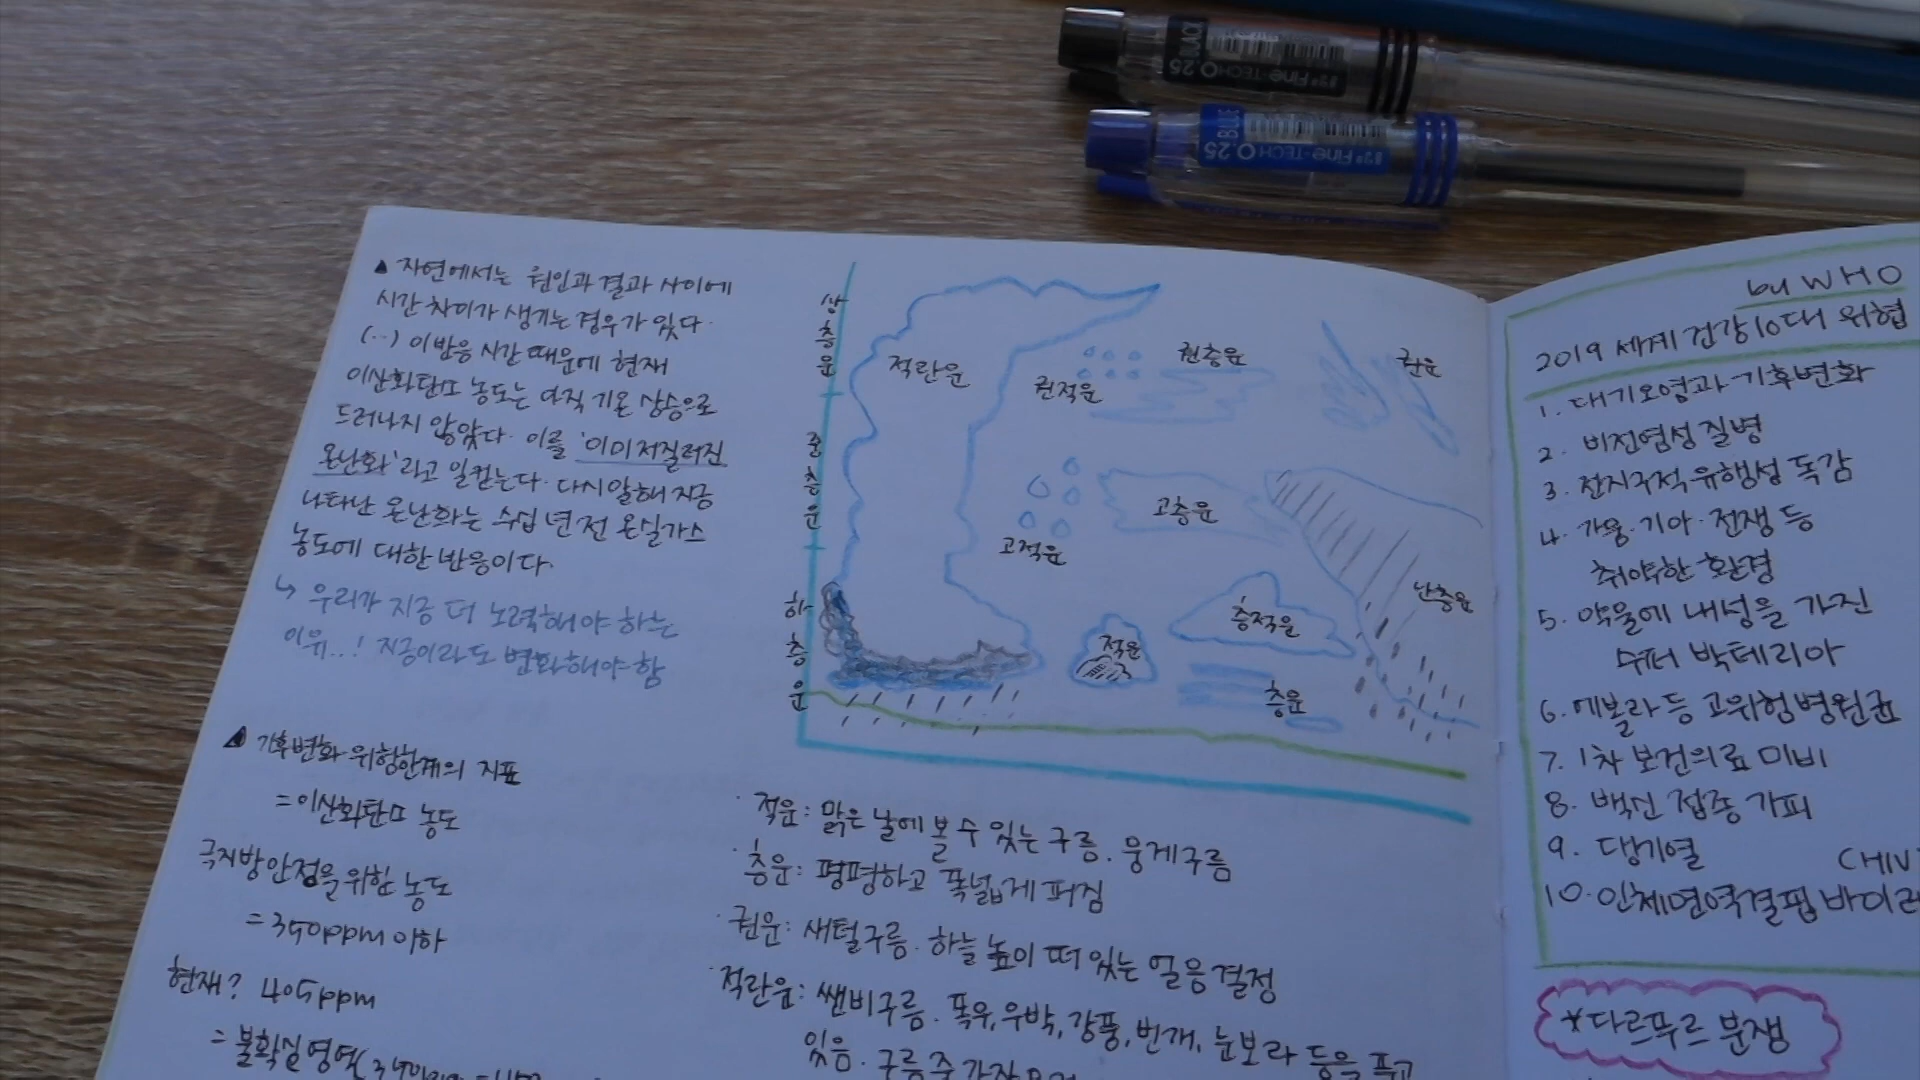 BLACK
0.25 Fine-TECH
BLUE
0.25 Fine-TECH
▲ 자연에서는 원인과 결과 사이에
시간 차이가 생기는 경우가 있다.
(··) 이 반응 시간 때문에 현재
이산화탄소 농도는 아직 기온 상승으로
드러나지 않았다. 이를 '이미 저질러진
온난화'라고 일컫는다. 다시 말해 지금
나타난 온난화는 수십 년 전 온실가스
농도에 대한 반응이다.
↳ 우리가 지금 더 노력해야 하는
이유..! 지금이라도 변화해야 함
▲ 기후변화 위험한계의 지표
= 이산화탄소 농도
극지방 안정을 위한 농도
= 350ppm 이하
현재? 405ppm
= 불확실영역
상층운
중층운
하층운
적란운
권적운
권층운
권운
고적운
고층운
난층운
적운
층적운
층운
· 적운: 맑은 날에 볼 수 있는 구름. 뭉게구름
· 층운: 평평하고 폭넓게 퍼짐
· 권운: 새털구름. 하늘 높이 떠 있는 얼음 결정
· 적란운: 쌘비구름. 폭우, 우박, 강풍, 번개, 눈보라 등을 품고
있음. 구름 중 가장
by WHO
2019 세계 건강 10대 위협
1. 대기오염과 기후변화
2. 비전염성 질병
3. 전지구적 유행성 독감
4. 가뭄·기아·전쟁 등
취약한 환경
5. 약물에 내성을 가진
슈퍼 박테리아
6. 에볼라 등 고위험병원균
7. 1차 보건의료 미비
8. 백신 접종 기피
9. 댕기열
10. 인체면역결핍바이러
(HIV
*다르푸르 분쟁